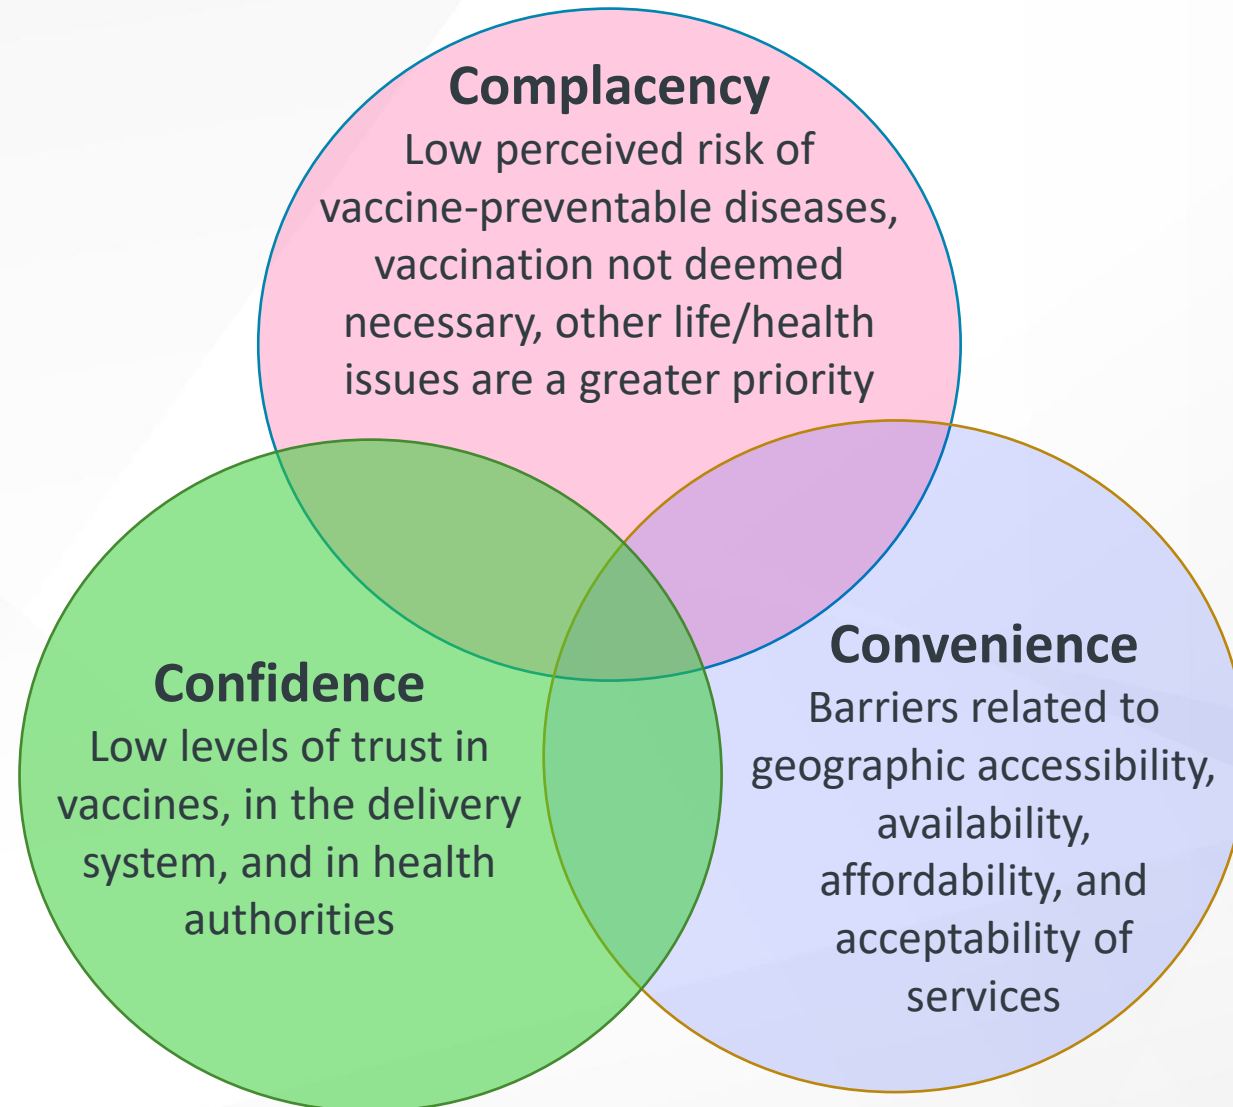 Complacency
Low perceived risk of
vaccine-preventable diseases,
vaccination not deemed
necessary, other life/health
issues are a greater priority
Confidence
Low levels of trust in
vaccines, in the delivery
system, and in health
authorities
Convenience
Barriers related to
geographic accessibility,
availability,
affordability, and
acceptability of
services